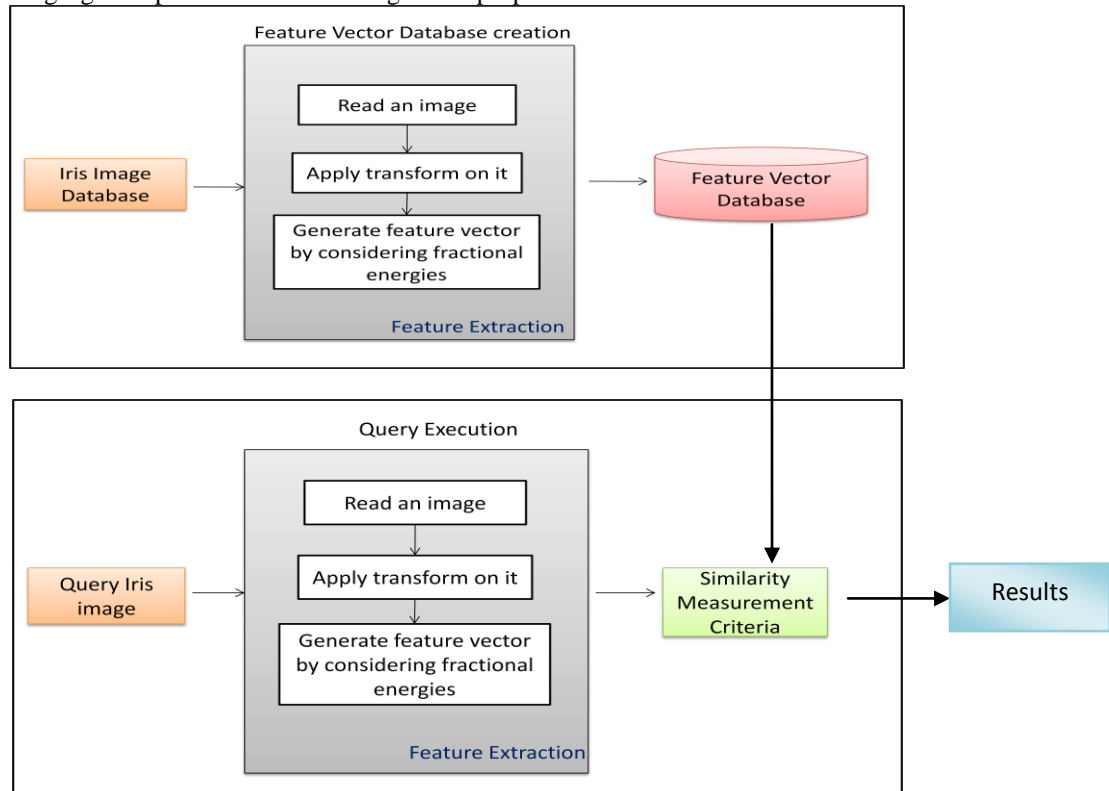 Feature Vector Database creation
Read an image
Apply transform on it
Generate feature vector
by considering fractional
energies
Feature Extraction
Iris Image
Database
Feature Vector
Database
Query Execution
Read an image
Apply transform on it
Generate feature vector
by considering fractional
energies
Feature Extraction
Query Iris
image
Similarity
Measurement
Criteria
Results